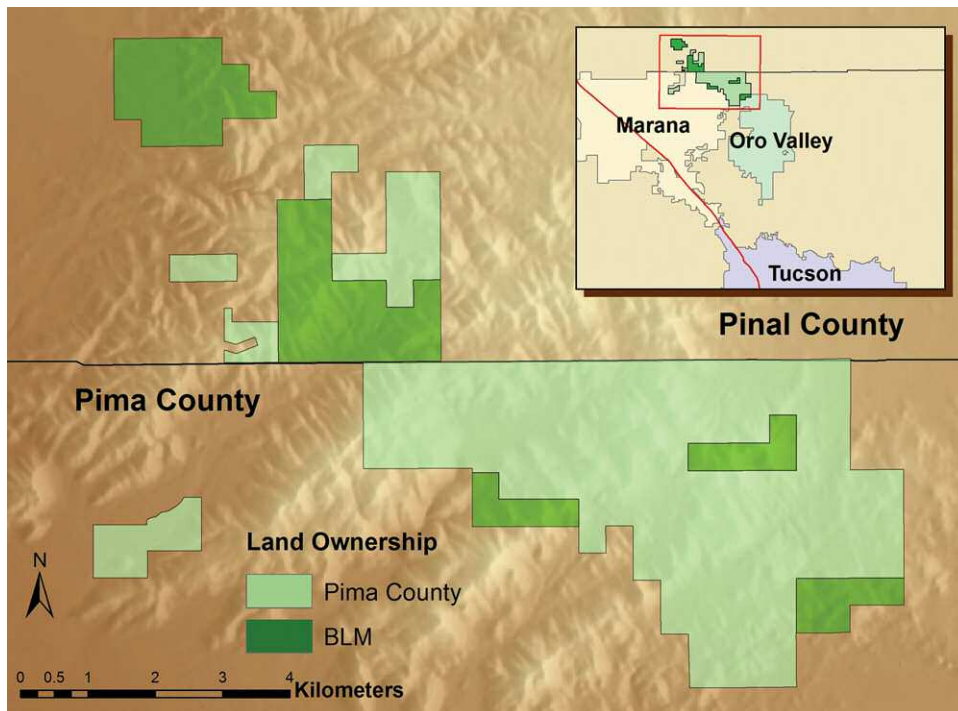 Marana
Oro Valley
Tucson
Pinal County
Pima County
Land Ownership
Pima County
BLM
N
0 0.5 1 2 3 4
Kilometers